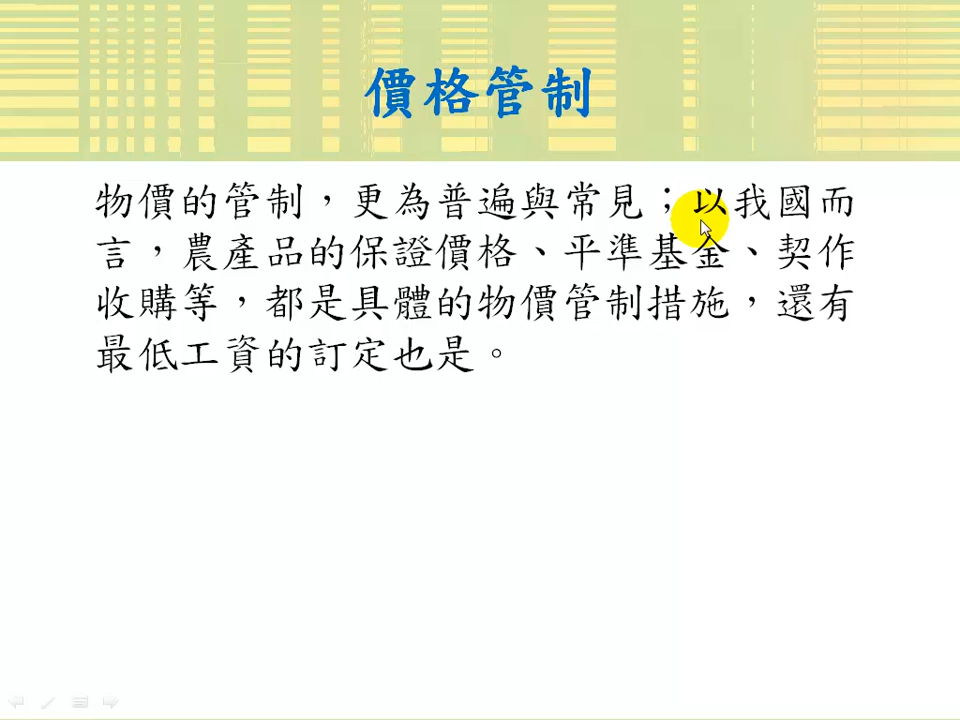 價格管制
物價的管制，更為普遍與常見；以我國而
言，農產品的保證價格、平準基金、契作
收購等，都是具體的物價管制措施，還有
最低工資的訂定也是。